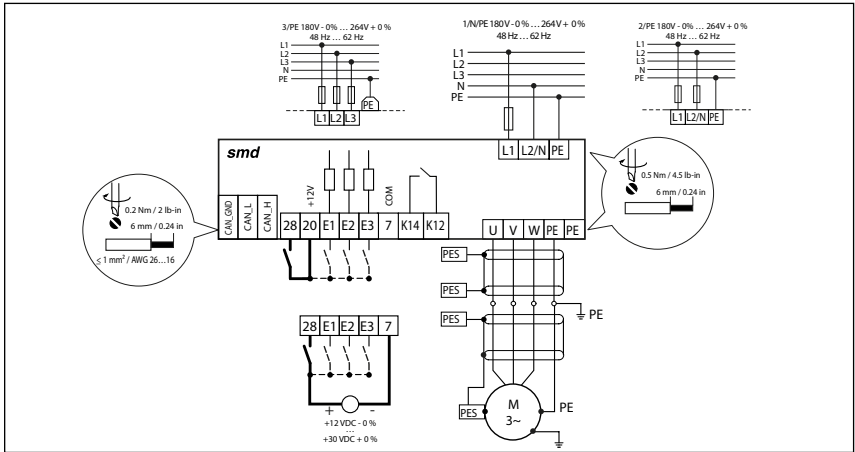 3/PE 180V - 0% ... 264V + 0 %
48 Hz ... 62 Hz
L1
L2
L3
N
PE
PE
L1 L2 L3
1/N/PE 180V - 0% ... 264V + 0 %
48 Hz ... 62 Hz
L1
L2
L3
N
PE
2/PE 180V - 0% ... 264V + 0 %
48 Hz ... 62 Hz
L1
L2
L3
N
PE
L1 L2/N PE
smd
L1 L2/N PE
0.2 Nm / 2 lb-in
6 mm / 0.24 in
≤ 1 mm² / AWG 26...16
0.5 Nm / 4.5 lb-in
6 mm / 0.24 in
CAN_GND
CAN_L
CAN_H
+12V
COM
28 20 E1 E2 E3 7 K14 K12
U V W PE PE
PES
PES
PE
PES
28 E1 E2 E3 7
+ -
+12 VDC - 0 %
...
+30 VDC + 0 %
PES
M
3~
PE